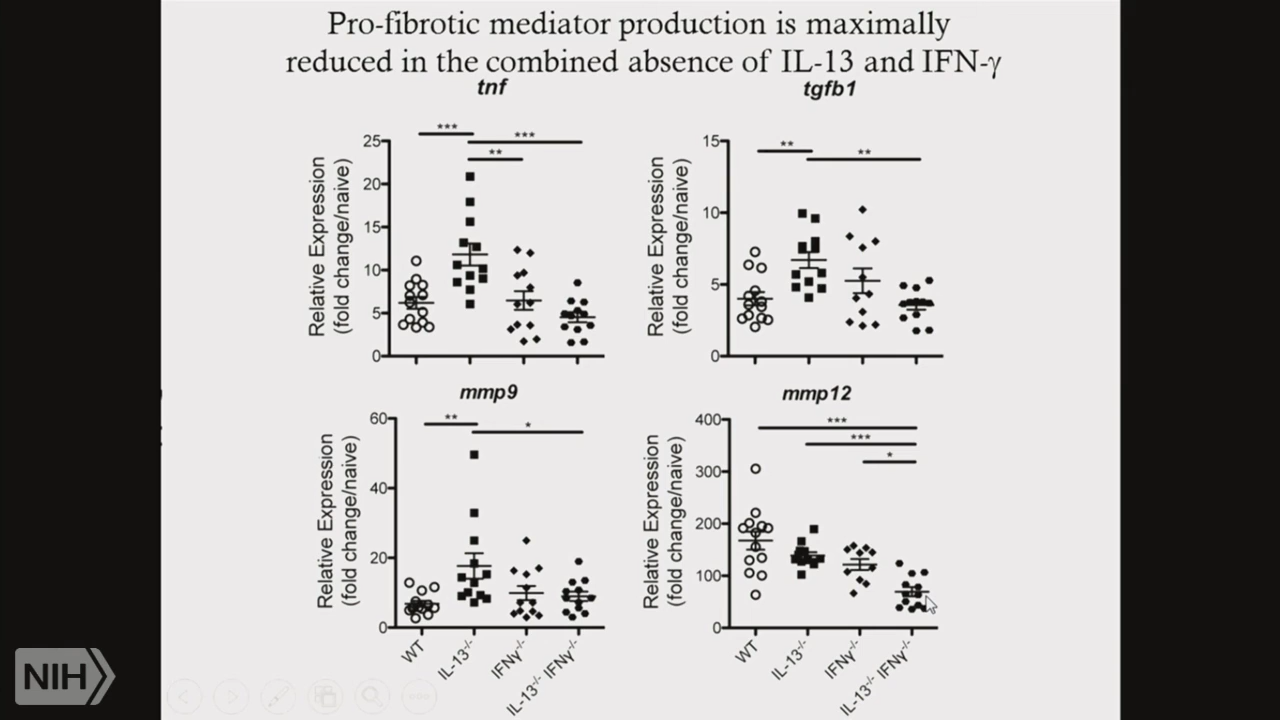 Pro-fibrotic mediator production is maximally
reduced in the combined absence of IL-13 and IFN-γ
tnf
Relative Expression
(fold change/naive)
25
20
15
10
5
0
***
***
**
tgfb1
Relative Expression
(fold change/naive)
15
10
5
0
**
**
mmp9
Relative Expression
(fold change/naive)
60
40
20
0
**
*
WT
IL-13-/-
IFNγ-/-
IL-13-/- IFNγ-/-
mmp12
Relative Expression
(fold change/naive)
400
300
200
100
0
***
***
*
WT
IL-13-/-
IFNγ-/-
IL-13-/- IFNγ-/-
NIH